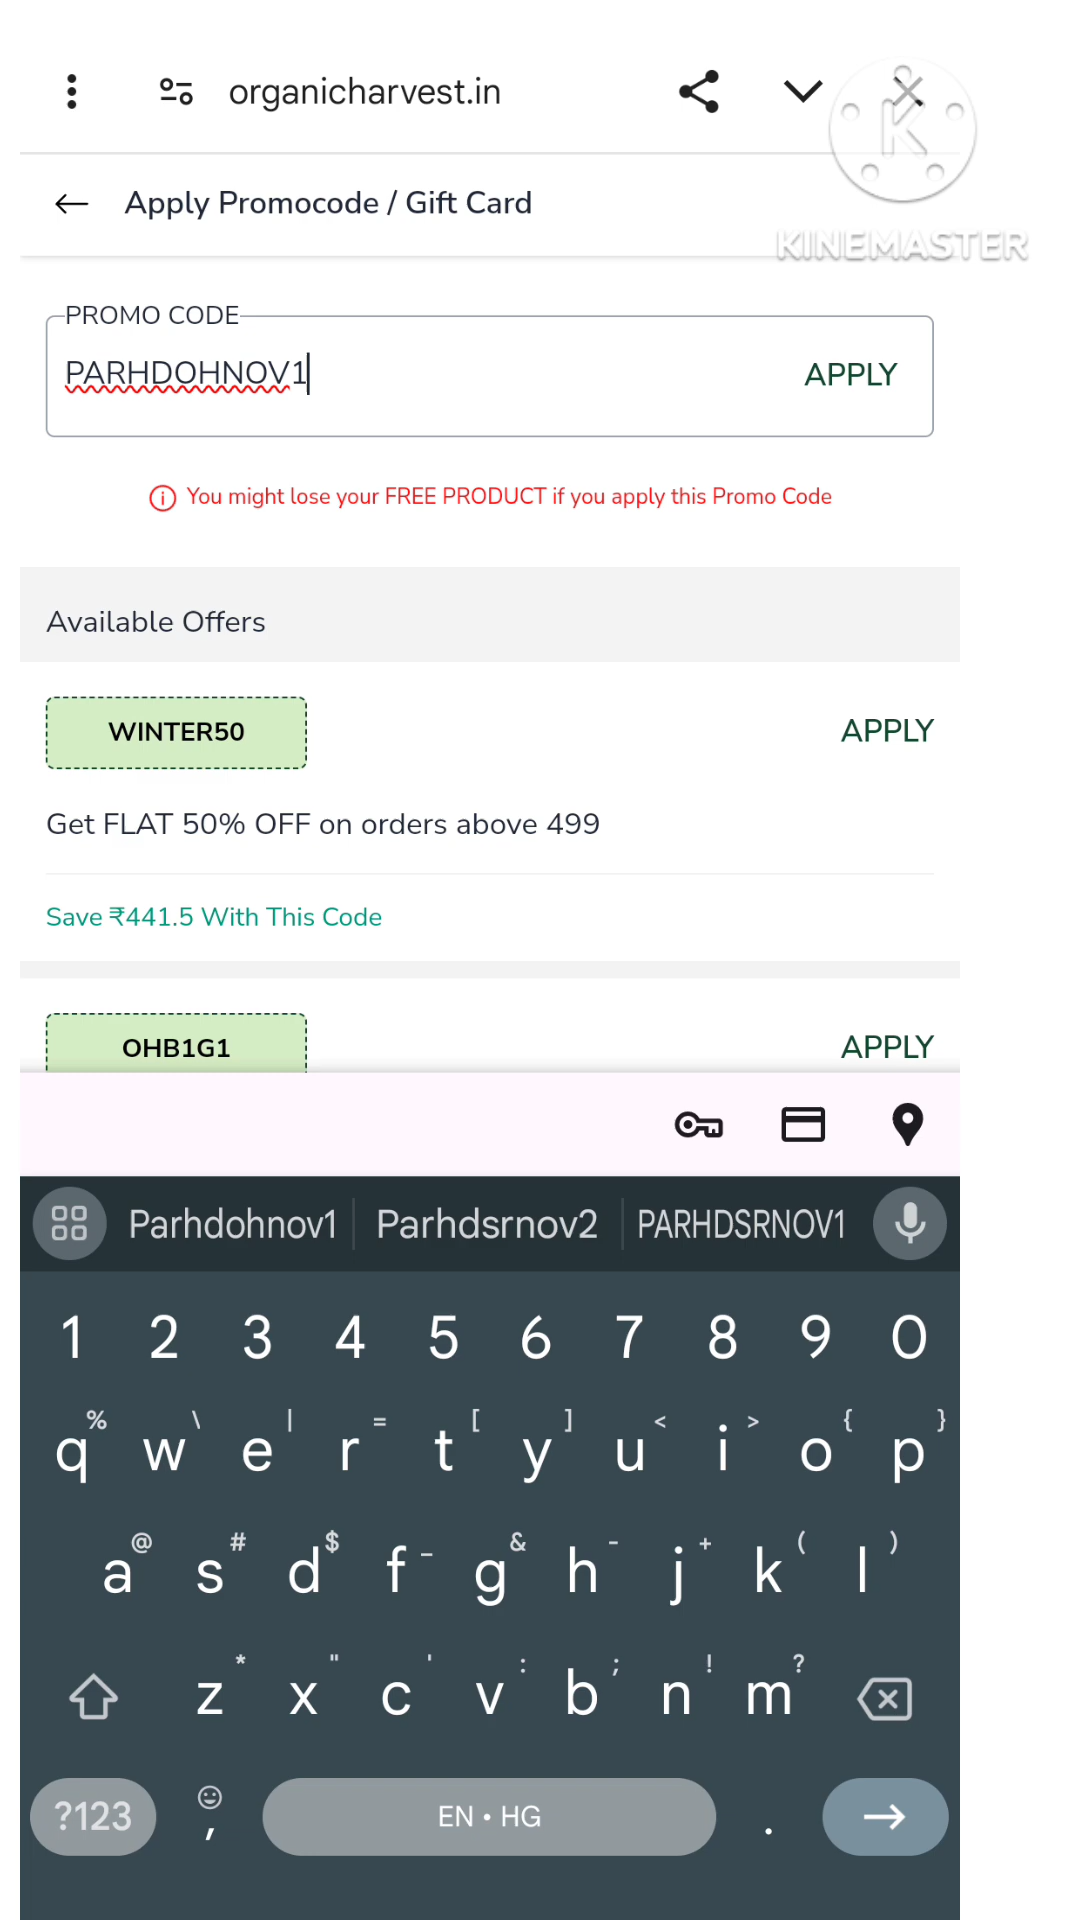 organicharvest.in
K
KINEMASTER
Apply Promocode / Gift Card
PROMO CODE
PARHDOHNOV1 APPLY
You might lose your FREE PRODUCT if you apply this Promo Code
Available Offers
WINTER50 APPLY
Get FLAT 50% OFF on orders above 499
Save ₹441.5 With This Code
OHB1G1 APPLY
Parhdohnov1 Parhdsrnov2 PARHDSRNOV1
1 2 3 4 5 6 7 8 9 0
% \ | = [ ] < > { }
q w e r t y u i o p
@ # $ _ & - + ( )
a s d f g h j k l
* " ' : ; ! ?
z x c v b n m
?123 , EN • HG .